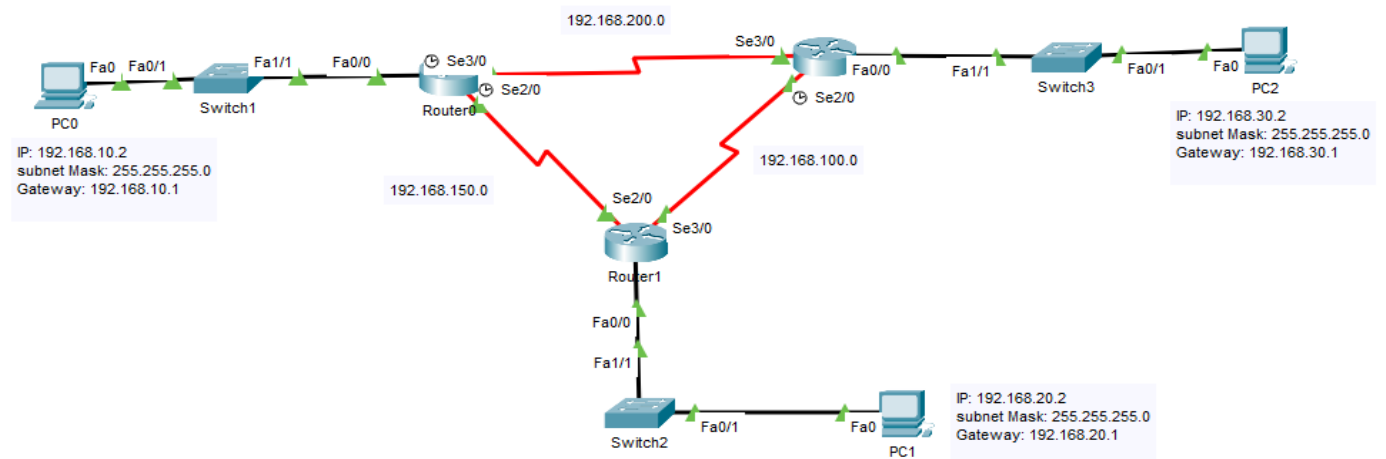 192.168.200.0
Se3/0
Fa0/0
Se2/0
Fa1/1
Switch3
Fa0/1
Fa0
PC2
IP: 192.168.30.2
subnet Mask: 255.255.255.0
Gateway: 192.168.30.1
Fa0
Fa0/1
PC0
Switch1
Fa1/1
Fa0/0
Se3/0
Se2/0
Router0
IP: 192.168.10.2
subnet Mask: 255.255.255.0
Gateway: 192.168.10.1
192.168.150.0
192.168.100.0
Se2/0
Se3/0
Router1
Fa0/0
Fa1/1
Switch2
Fa0/1
Fa0
PC1
IP: 192.168.20.2
subnet Mask: 255.255.255.0
Gateway: 192.168.20.1